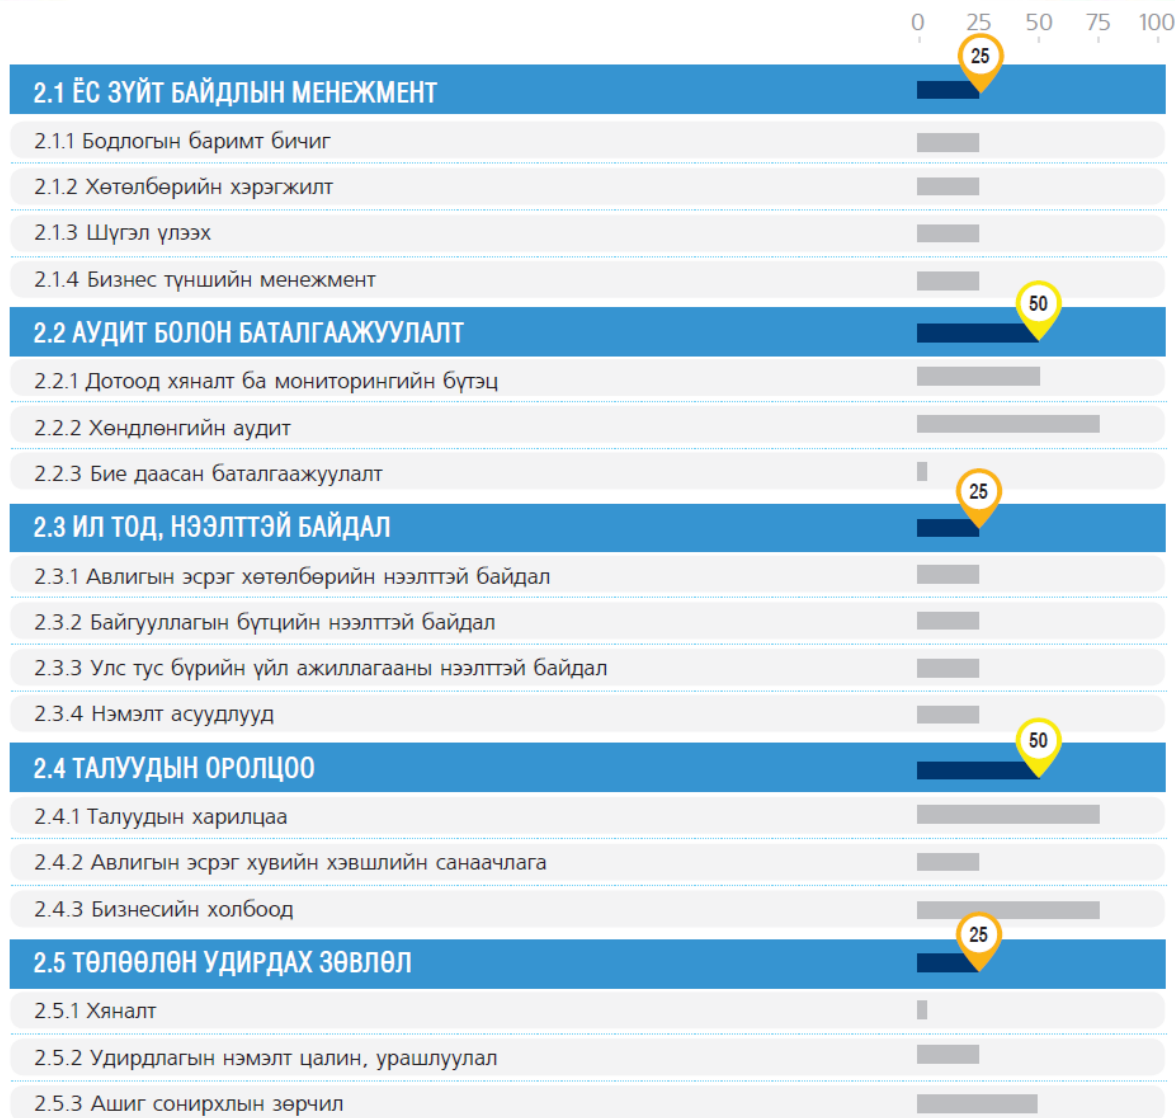 0 25 50 75 100
25
2.1 ЁС ЗҮЙТ БАЙДЛЫН МЕНЕЖМЕНТ
2.1.1 Бодлогын баримт бичиг
2.1.2 Хөтөлбөрийн хэрэгжилт
2.1.3 Шүгэл үлээх
2.1.4 Бизнес түншийн менежмент
50
2.2 АУДИТ БОЛОН БАТАЛГААЖУУЛАЛТ
2.2.1 Дотоод хяналт ба мониторингийн бүтэц
2.2.2 Хөндлөнгийн аудит
2.2.3 Бие даасан баталгаажуулалт
25
2.3 ИЛ ТОД, НЭЭЛТТЭЙ БАЙДАЛ
2.3.1 Авлигын эсрэг хөтөлбөрийн нээлттэй байдал
2.3.2 Байгууллагын бүтцийн нээлттэй байдал
2.3.3 Улс тус бүрийн үйл ажиллагааны нээлттэй байдал
2.3.4 Нэмэлт асуудлууд
50
2.4 ТАЛУУДЫН ОРОЛЦОО
2.4.1 Талуудын харилцаа
2.4.2 Авлигын эсрэг хувийн хэвшлийн санаачлага
2.4.3 Бизнесийн холбоод
25
2.5 ТӨЛӨӨЛӨН УДИРДАХ ЗӨВЛӨЛ
2.5.1 Хяналт
2.5.2 Удирдлагын нэмэлт цалин, урашлуулал
2.5.3 Ашиг сонирхлын зөрчил